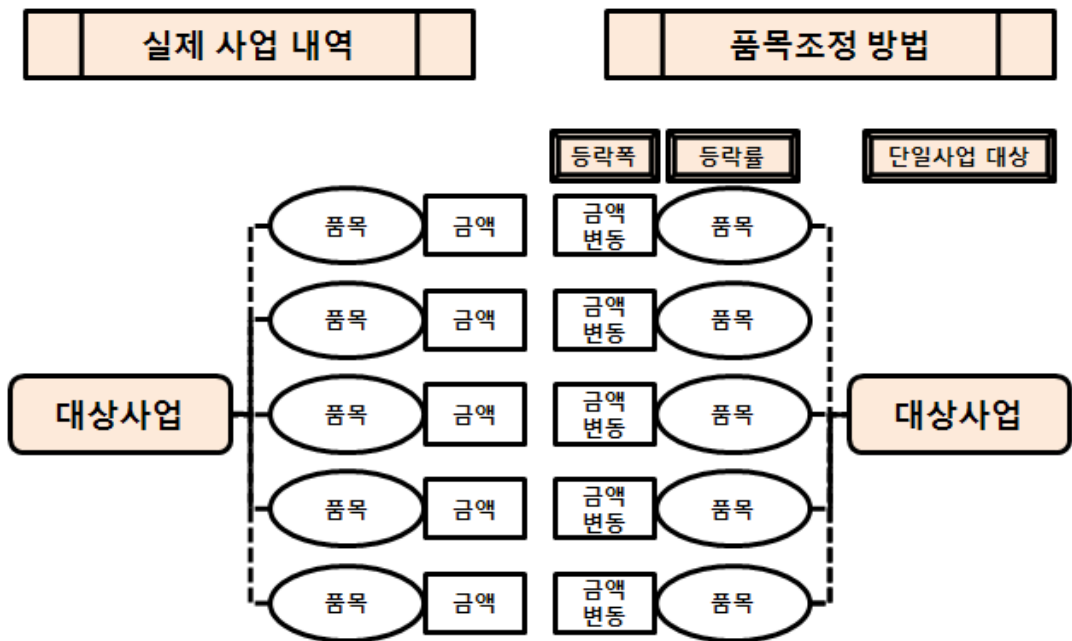 실제 사업 내역
품목조정 방법
등락폭
등락률
단일사업 대상
품목
금액
금액
변동
품목
품목
금액
금액
변동
품목
대상사업
품목
금액
금액
변동
품목
대상사업
품목
금액
금액
변동
품목
품목
금액
금액
변동
품목